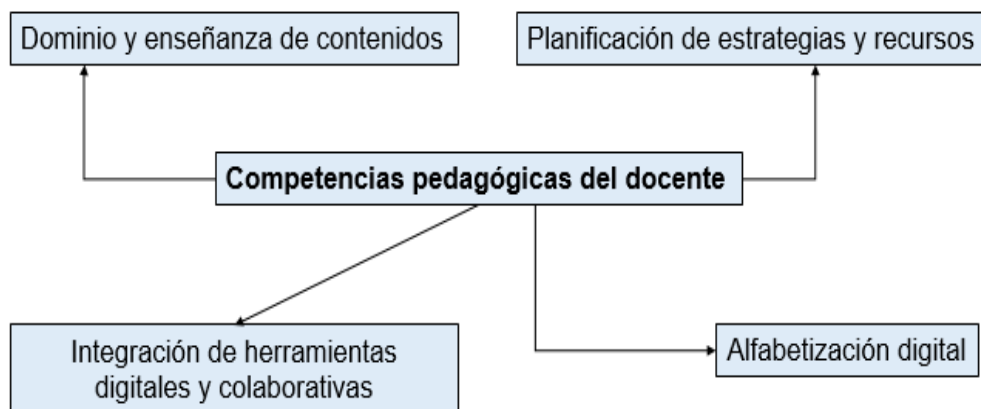 Dominio y enseñanza de contenidos
Planificación de estrategias y recursos
Competencias pedagógicas del docente
Integración de herramientas
digitales y colaborativas
Alfabetización digital